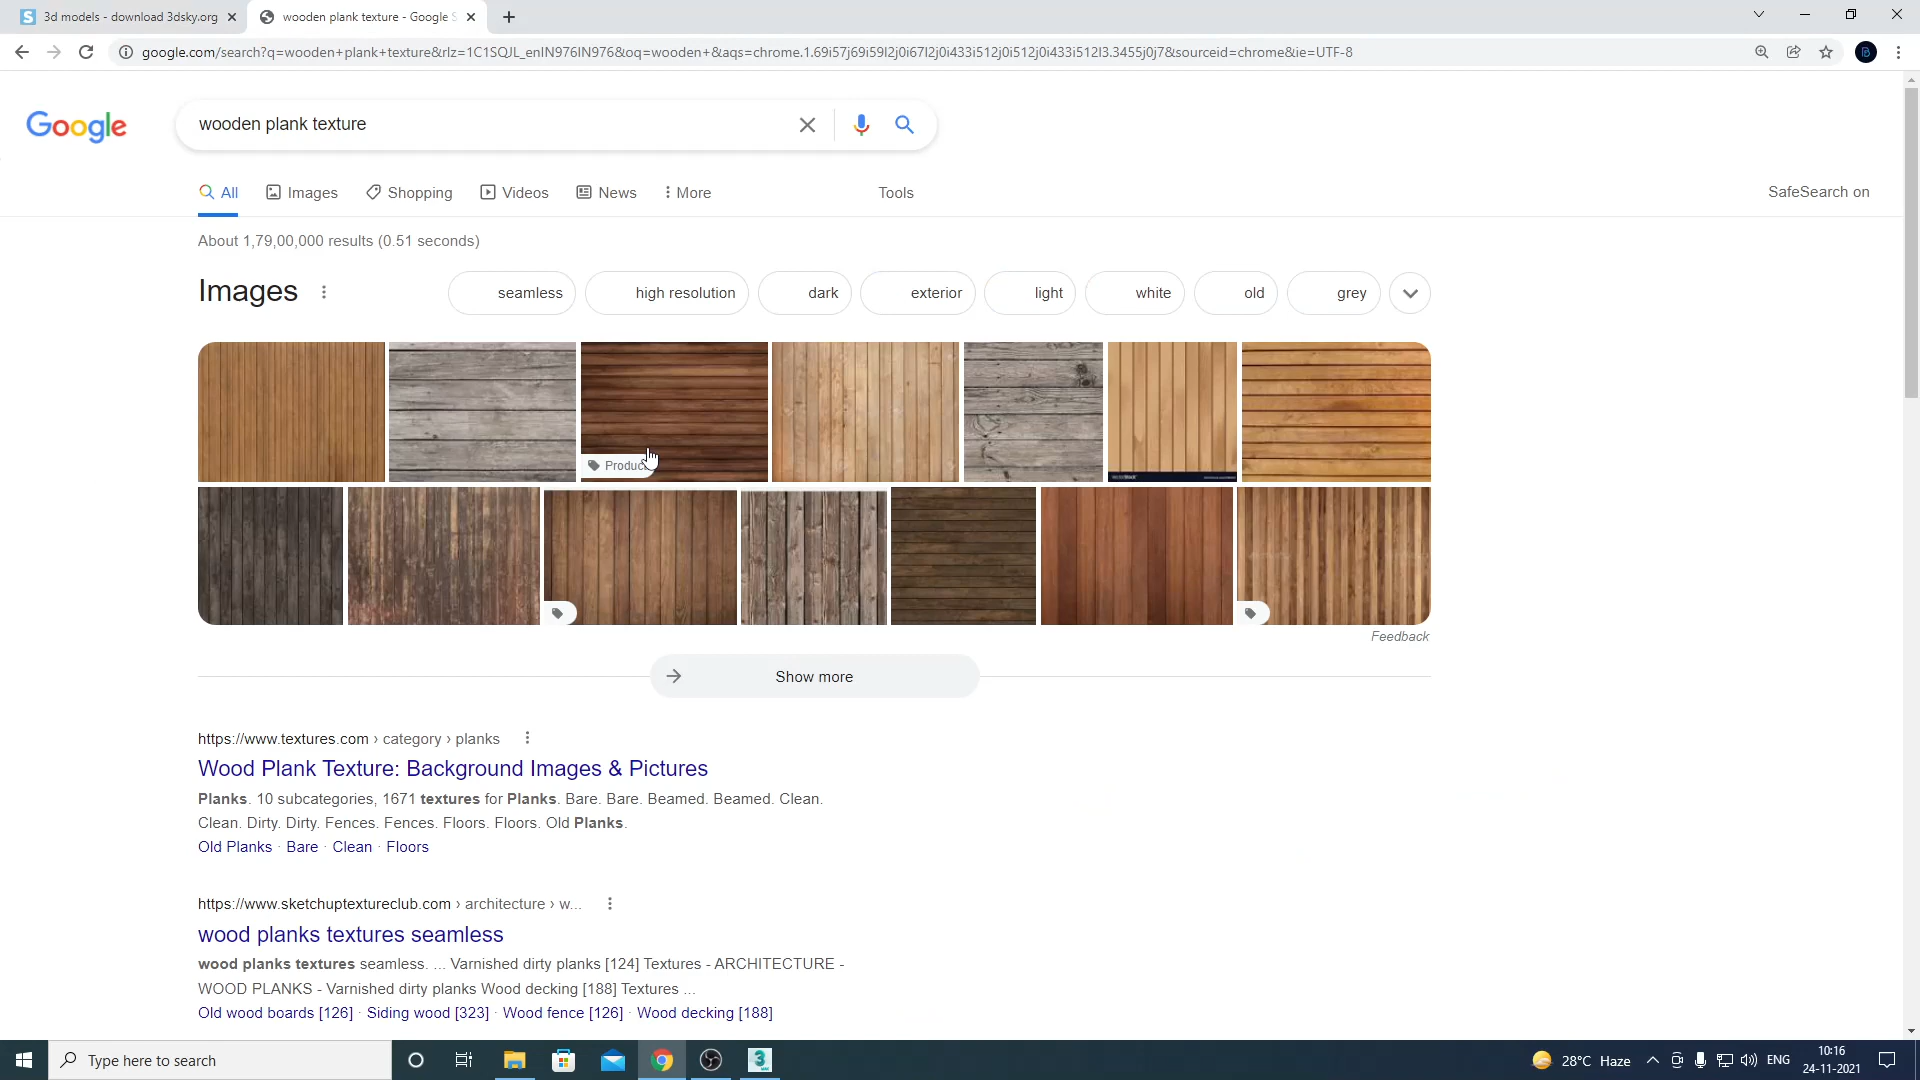 3d models - download 3dsky.org
wooden plank texture - Google S
google.com/search?q=wooden+plank+texture&rlz=1C1SQJL_enIN976IN976&oq=wooden+&aqs=chrome.1.69i57j69i59l2j0i67l2j0i433i512j0i512j0i433i512l3.3455j0j7&sourceid=chrome&ie=UTF-8
Google
wooden plank texture
All Images Shopping Videos News More Tools SafeSearch on
About 1,79,00,000 results (0.51 seconds)
Images seamless high resolution dark exterior light white old grey
Feedback
Show more
https://www.textures.com › category › planks
Wood Plank Texture: Background Images & Pictures
Planks. 10 subcategories, 1671 textures for Planks. Bare. Bare. Beamed. Beamed. Clean.
Clean. Dirty. Dirty. Fences. Fences. Floors. Floors. Old Planks.
Old Planks · Bare · Clean · Floors
https://www.sketchuptextureclub.com › architecture › w...
wood planks textures seamless
wood planks textures seamless. ... Varnished dirty planks [124] Textures - ARCHITECTURE -
WOOD PLANKS - Varnished dirty planks Wood decking [188] Textures ...
Old wood boards [126] · Siding wood [323] · Wood fence [126] · Wood decking [188]
Type here to search
28°C Haze
ENG
10:16
24-11-2021